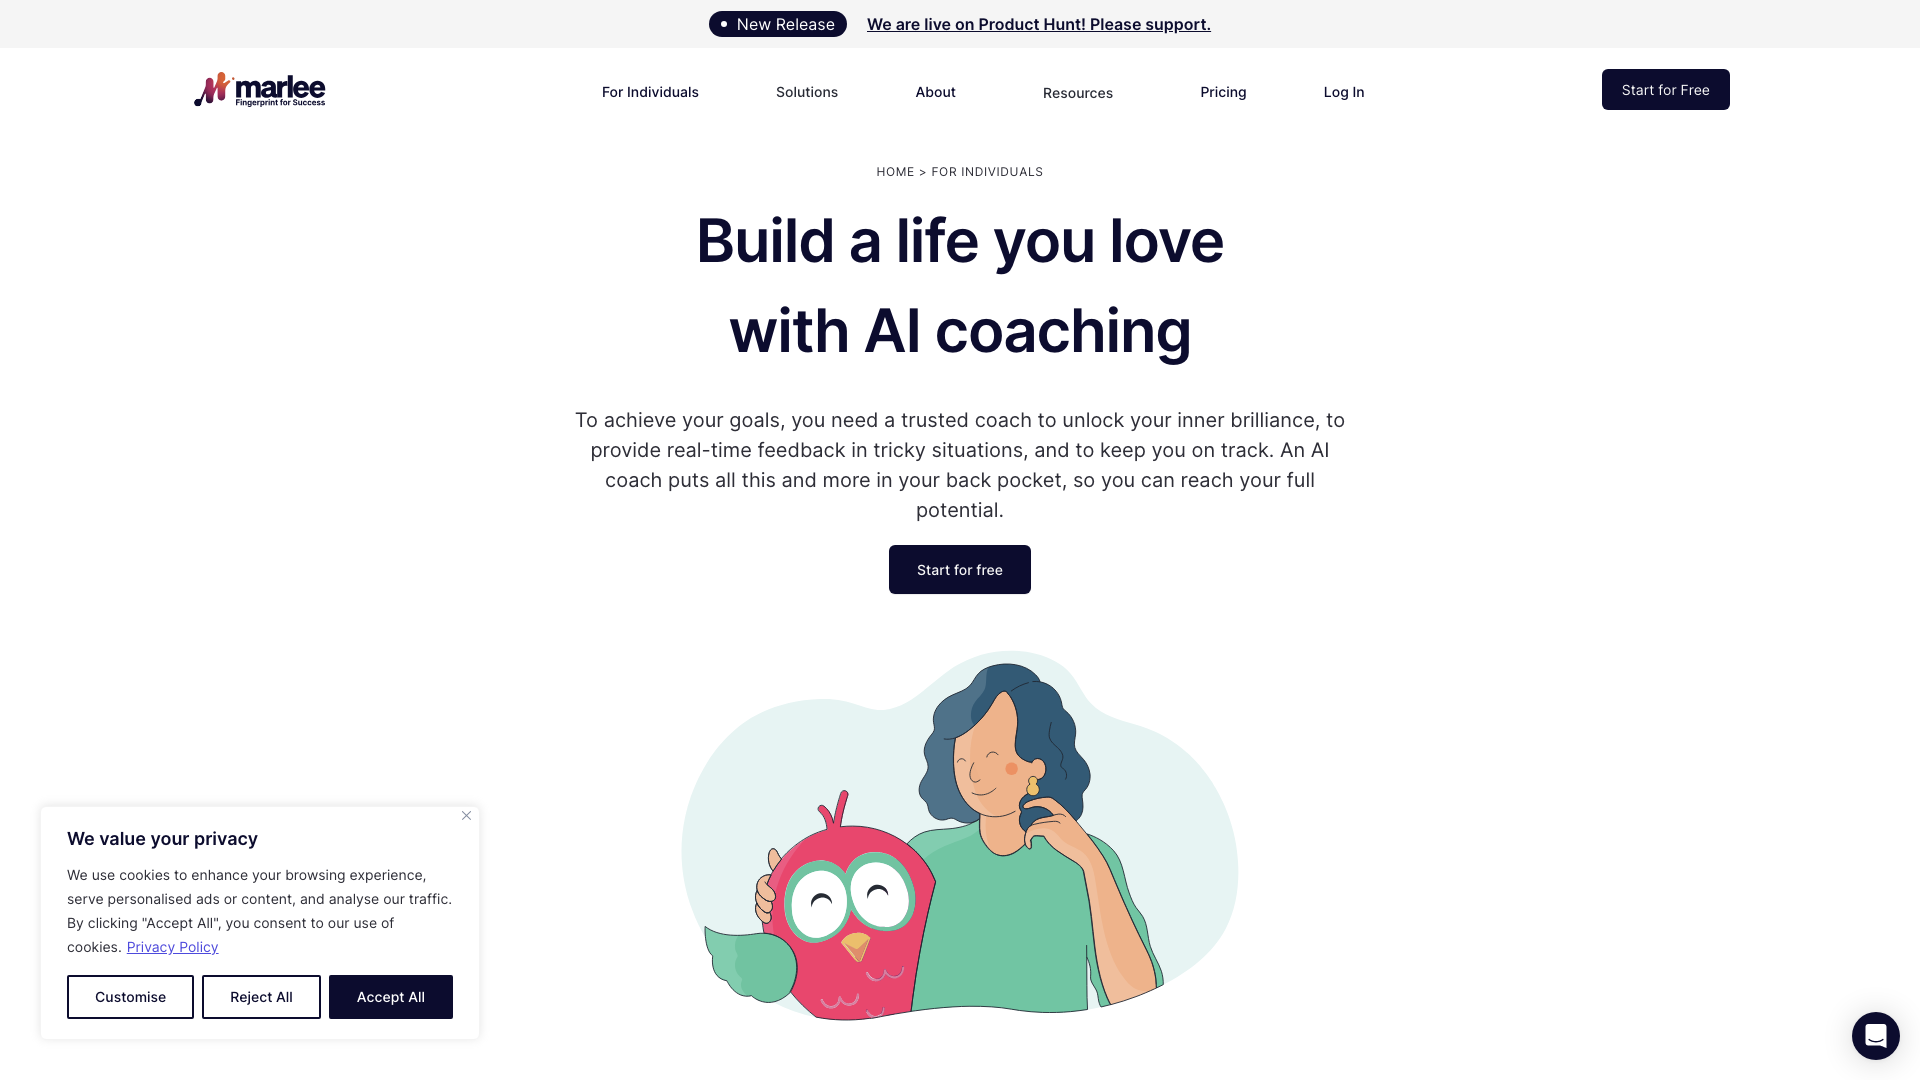 New Release We are live on Product Hunt! Please support.
marlee
Fingerprint for Success
For Individuals Solutions About Resources Pricing Log In Start for Free
HOME > FOR INDIVIDUALS
Build a life you love
with AI coaching
To achieve your goals, you need a trusted coach to unlock your inner brilliance, to
provide real-time feedback in tricky situations, and to keep you on track. An AI
coach puts all this and more in your back pocket, so you can reach your full
potential.
Start for free
We value your privacy
We use cookies to enhance your browsing experience,
serve personalised ads or content, and analyse our traffic.
By clicking "Accept All", you consent to our use of
cookies. Privacy Policy
Customise Reject All Accept All